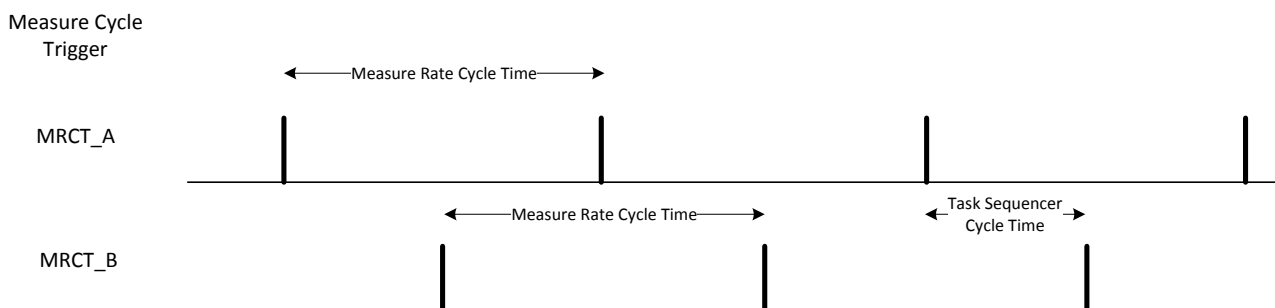 Measure Cycle
Trigger
Measure Rate Cycle Time
MRCT_A
Measure Rate Cycle Time
Task Sequencer
Cycle Time
MRCT_B